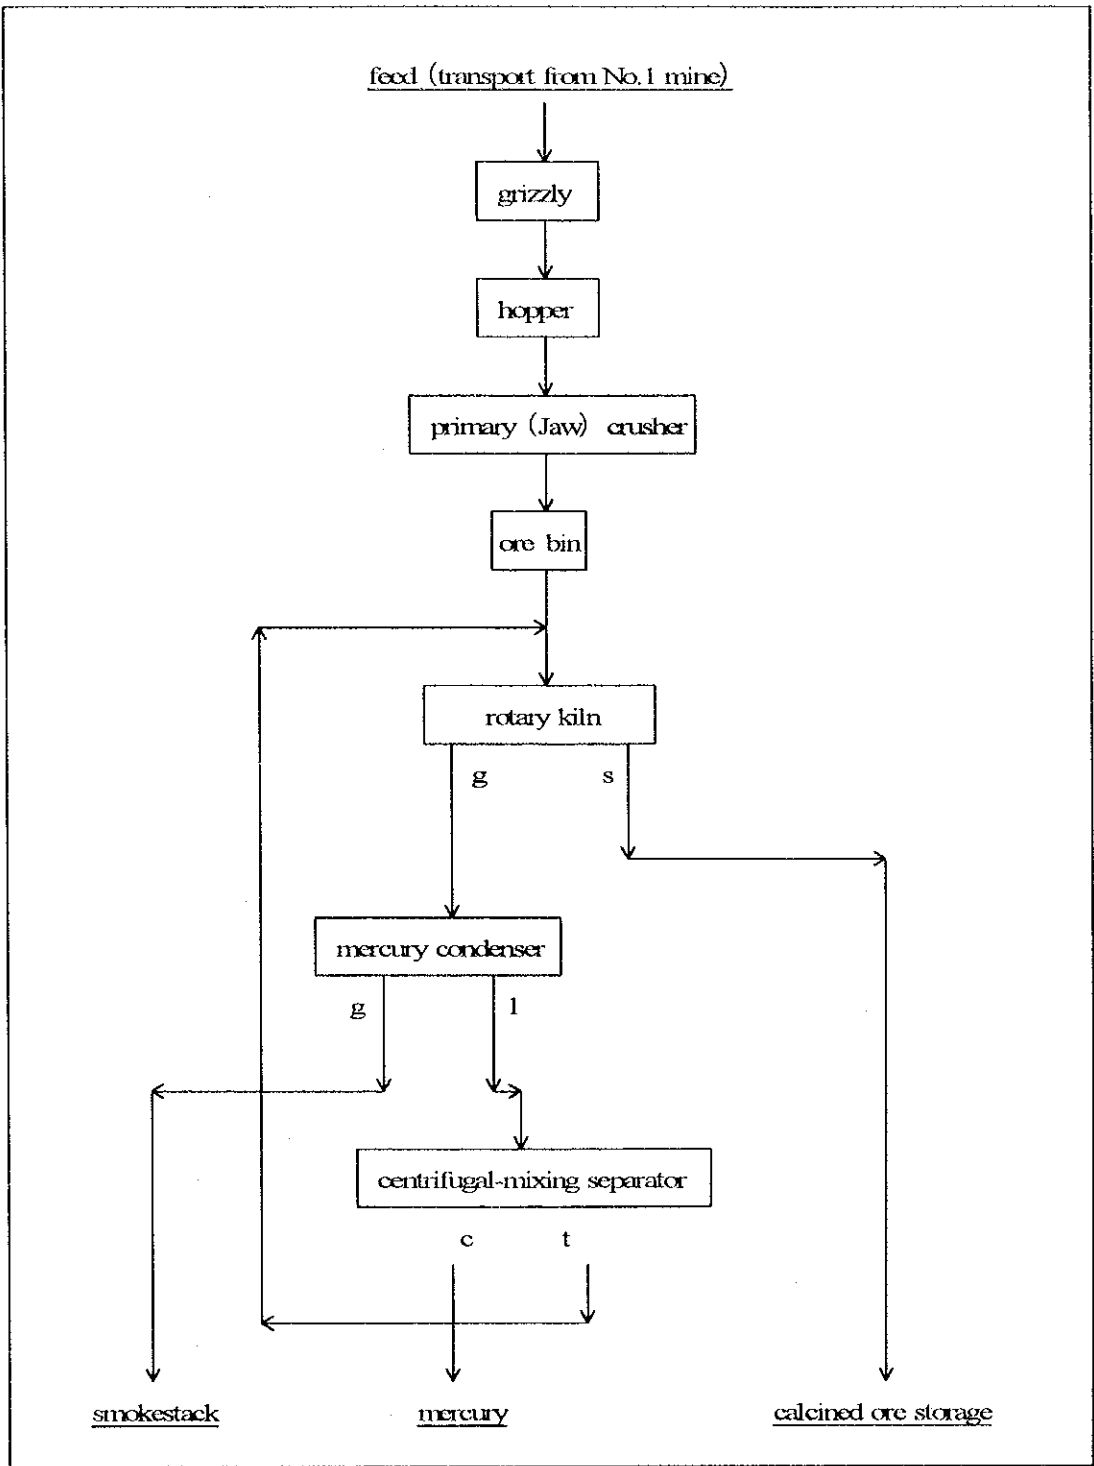 feed (transport from No.1 mine)
grizzly
hopper
primary (Jaw) crusher
ore bin
rotary kiln
g s
mercury condenser
g l
centrifugal-mixing separator
c t
smokestack mercury calcined ore storage